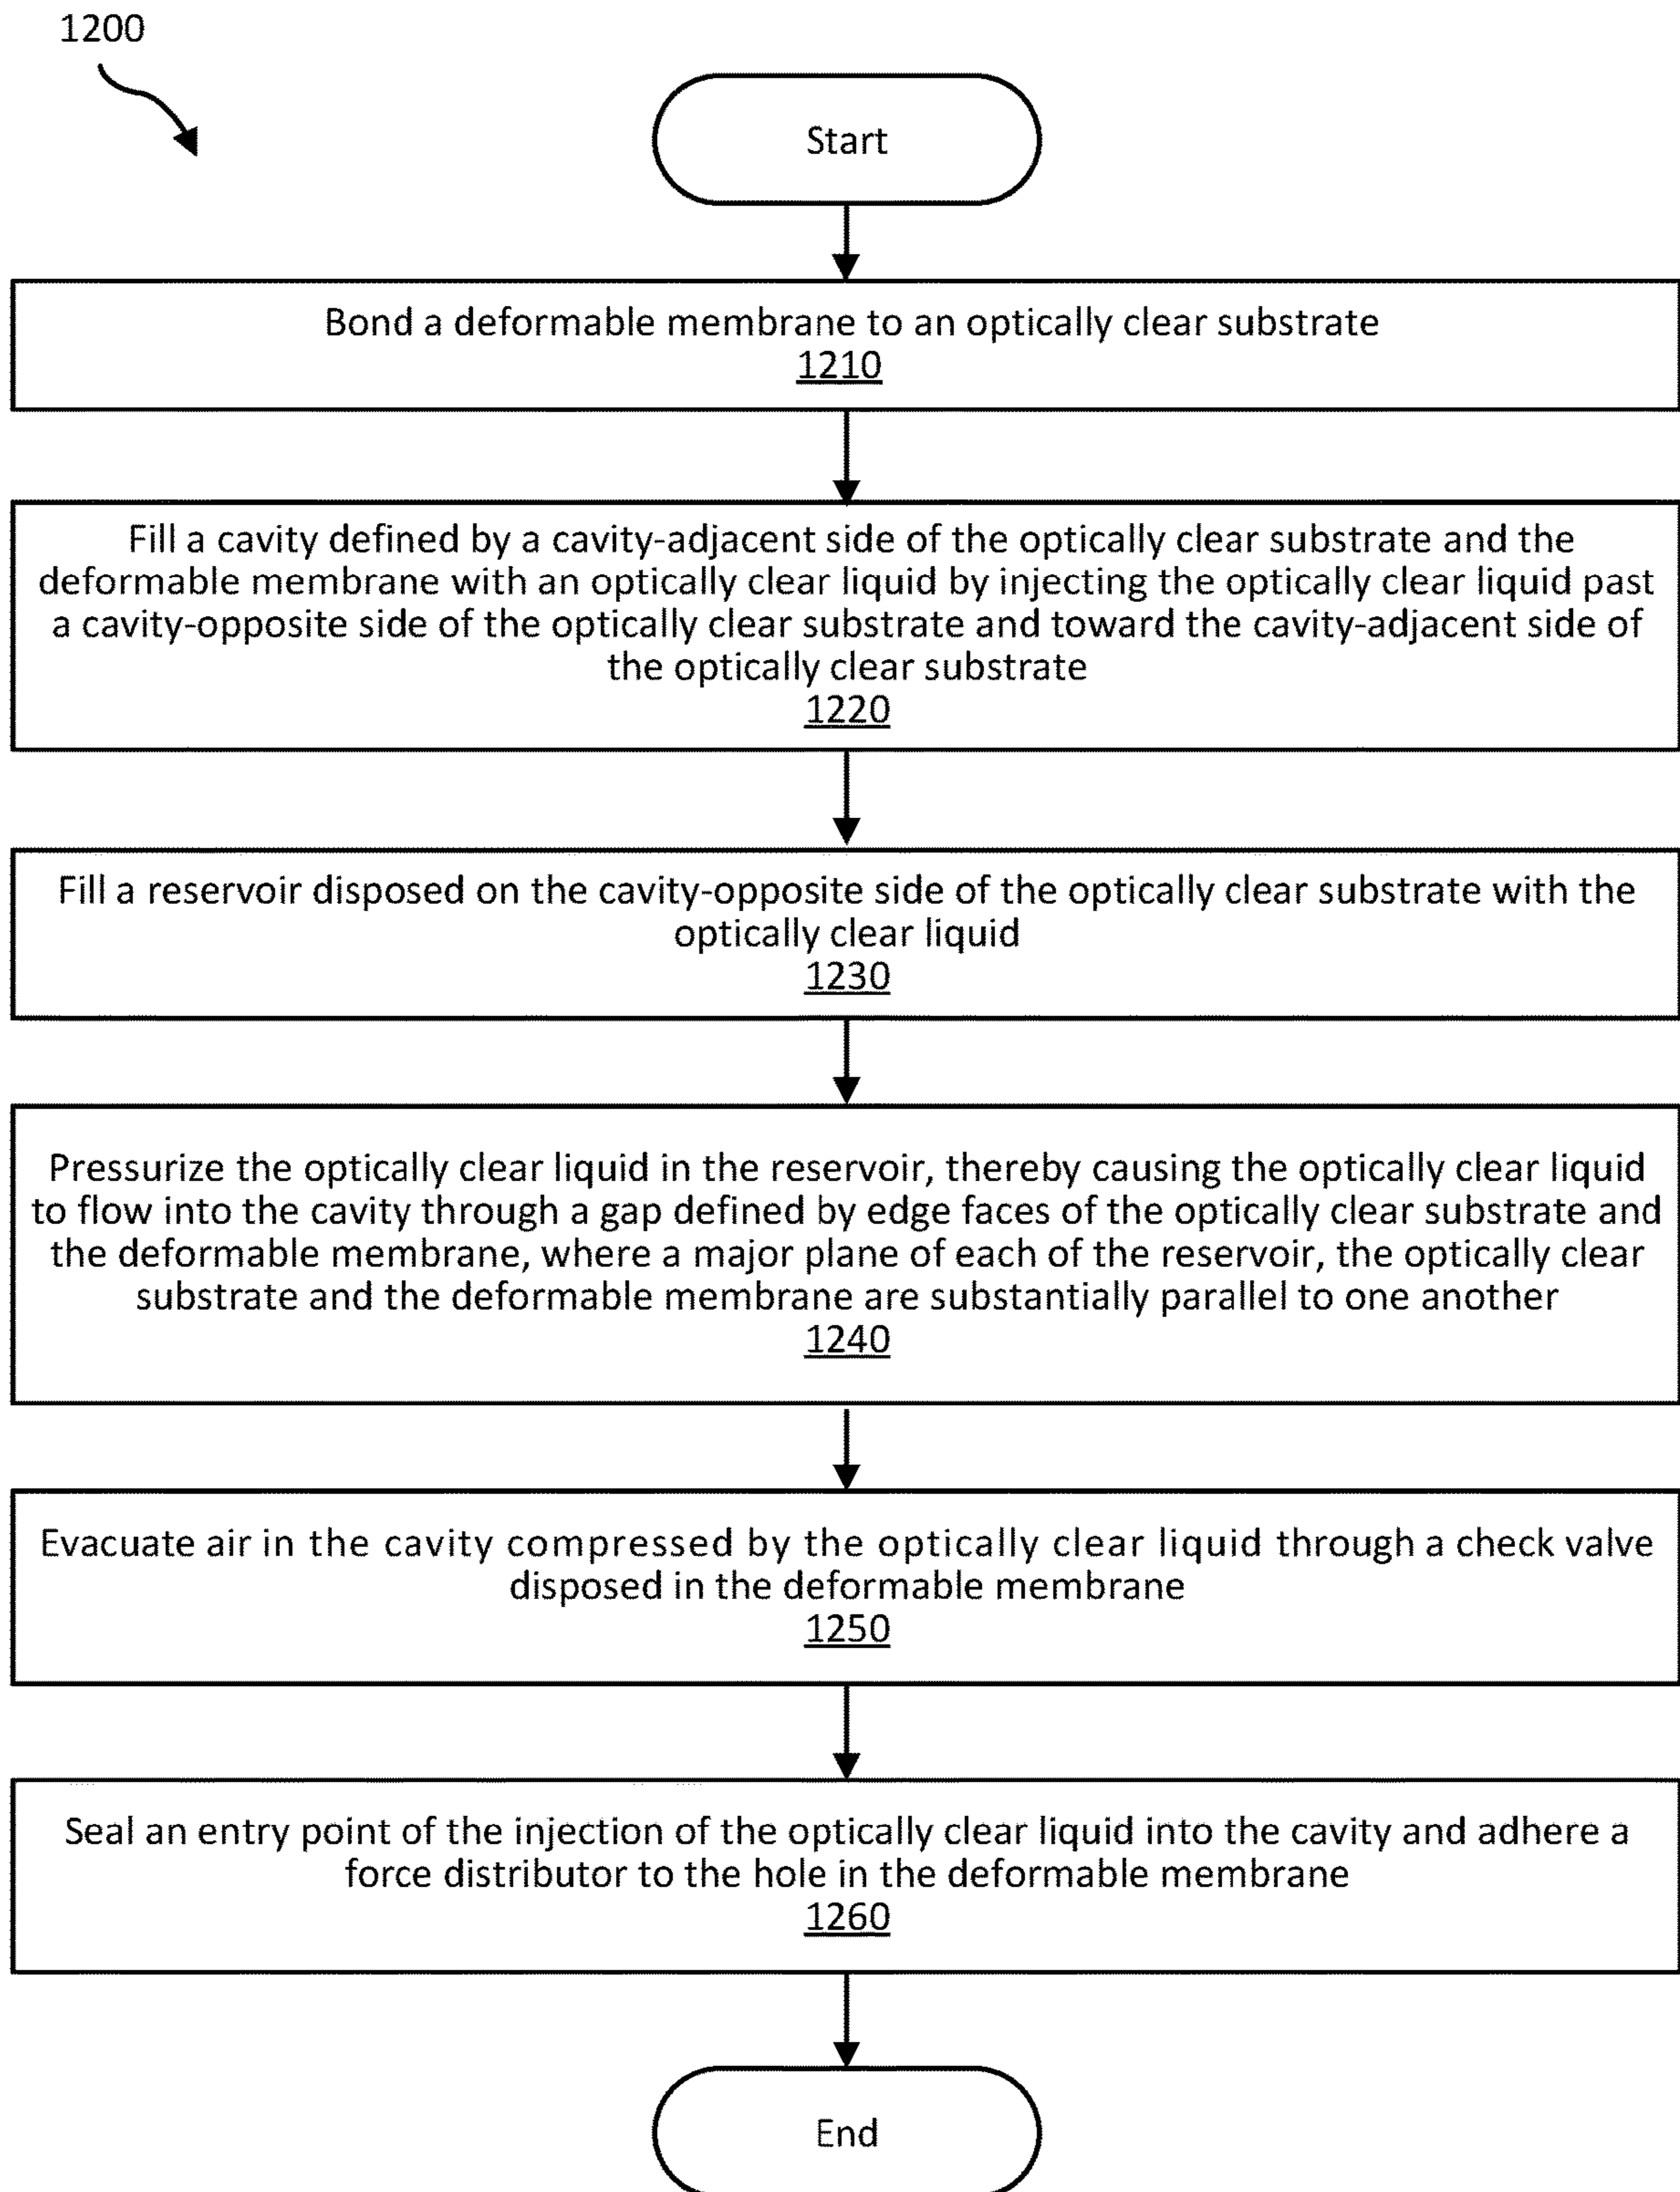 1200
Start
Bond a deformable membrane to an optically clear substrate
1210
Fill a cavity defined by a cavity-adjacent side of the optically clear substrate and the
deformable membrane with an optically clear liquid by injecting the optically clear liquid past
a cavity-opposite side of the optically clear substrate and toward the cavity-adjacent side of
the optically clear substrate
1220
Fill a reservoir disposed on the cavity-opposite side of the optically clear substrate with the
optically clear liquid
1230
Pressurize the optically clear liquid in the reservoir, thereby causing the optically clear liquid
to flow into the cavity through a gap defined by edge faces of the optically clear substrate and
the deformable membrane, where a major plane of each of the reservoir, the optically clear
substrate and the deformable membrane are substantially parallel to one another
1240
Evacuate air in the cavity compressed by the optically clear liquid through a check valve
disposed in the deformable membrane
1250
Seal an entry point of the injection of the optically clear liquid into the cavity and adhere a
force distributor to the hole in the deformable membrane
1260
End